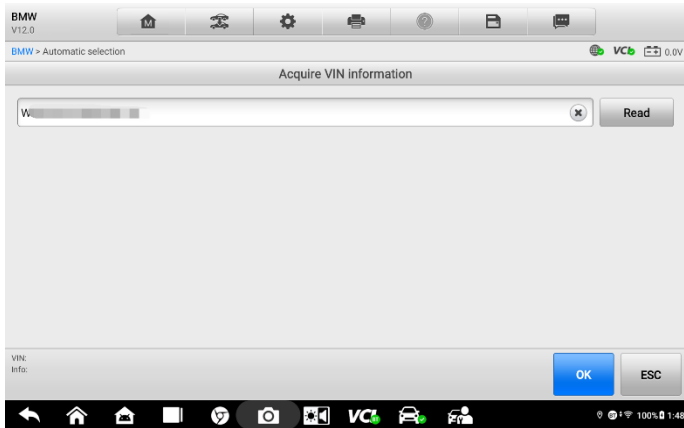 BMW
V12.0
BMW > Automatic selection
VCI 0.0V
Acquire VIN information
W
Read
VIN:
Info:
OK
ESC
VCI
100% 1:48